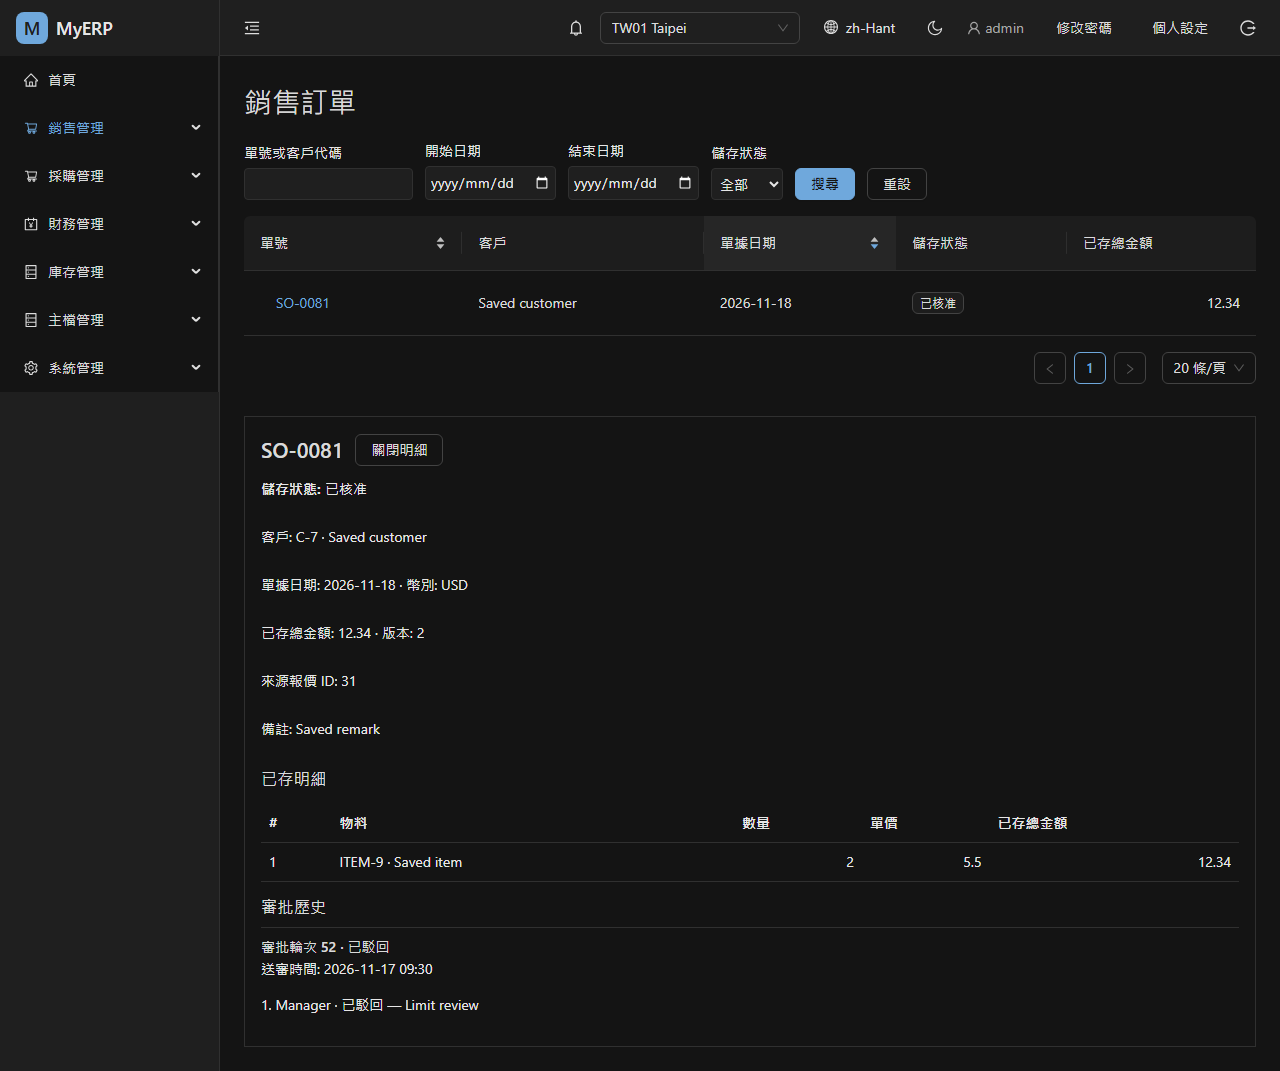 M MyERP
TW01 Taipei
zh-Hant
admin
修改密碼
個人設定
首頁
銷售管理
採購管理
財務管理
庫存管理
主檔管理
系統管理
銷售訂單
單號或客戶代碼
開始日期
結束日期
儲存狀態
yyyy/mm/dd
yyyy/mm/dd
全部
搜尋
重設
單號 客戶 單據日期 儲存狀態 已存總金額
SO-0081 Saved customer 2026-11-18 已核准 12.34
< 1 > 20 條/頁
SO-0081 關閉明細
儲存狀態: 已核准
客戶: C-7 · Saved customer
單據日期: 2026-11-18 · 幣別: USD
已存總金額: 12.34 · 版本: 2
來源報價 ID: 31
備註: Saved remark
已存明細
# 物料 數量 單價 已存總金額
1 ITEM-9 · Saved item 2 5.5 12.34
審批歷史
審批輪次 52 · 已駁回
送審時間: 2026-11-17 09:30
1. Manager · 已駁回 — Limit review